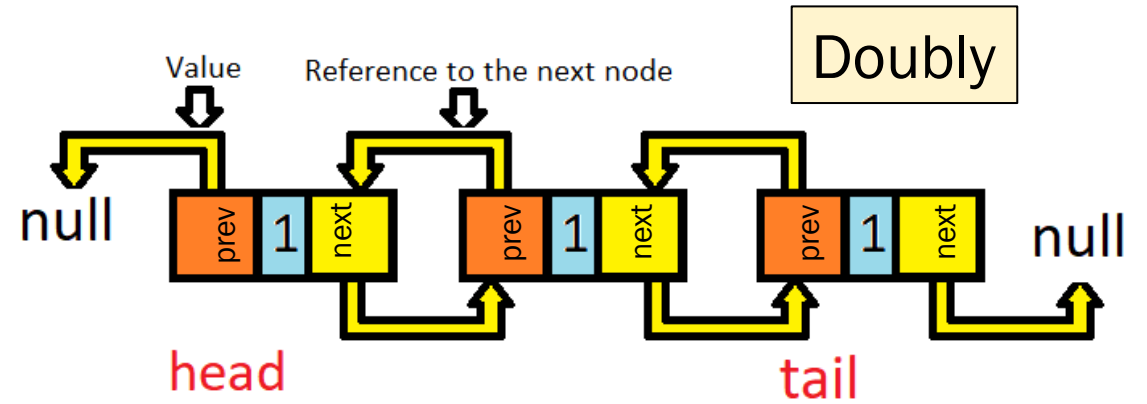 Doubly
Value
Reference to the next node
null
prev 1 next
prev 1 next
prev 1 next
null
head
tail